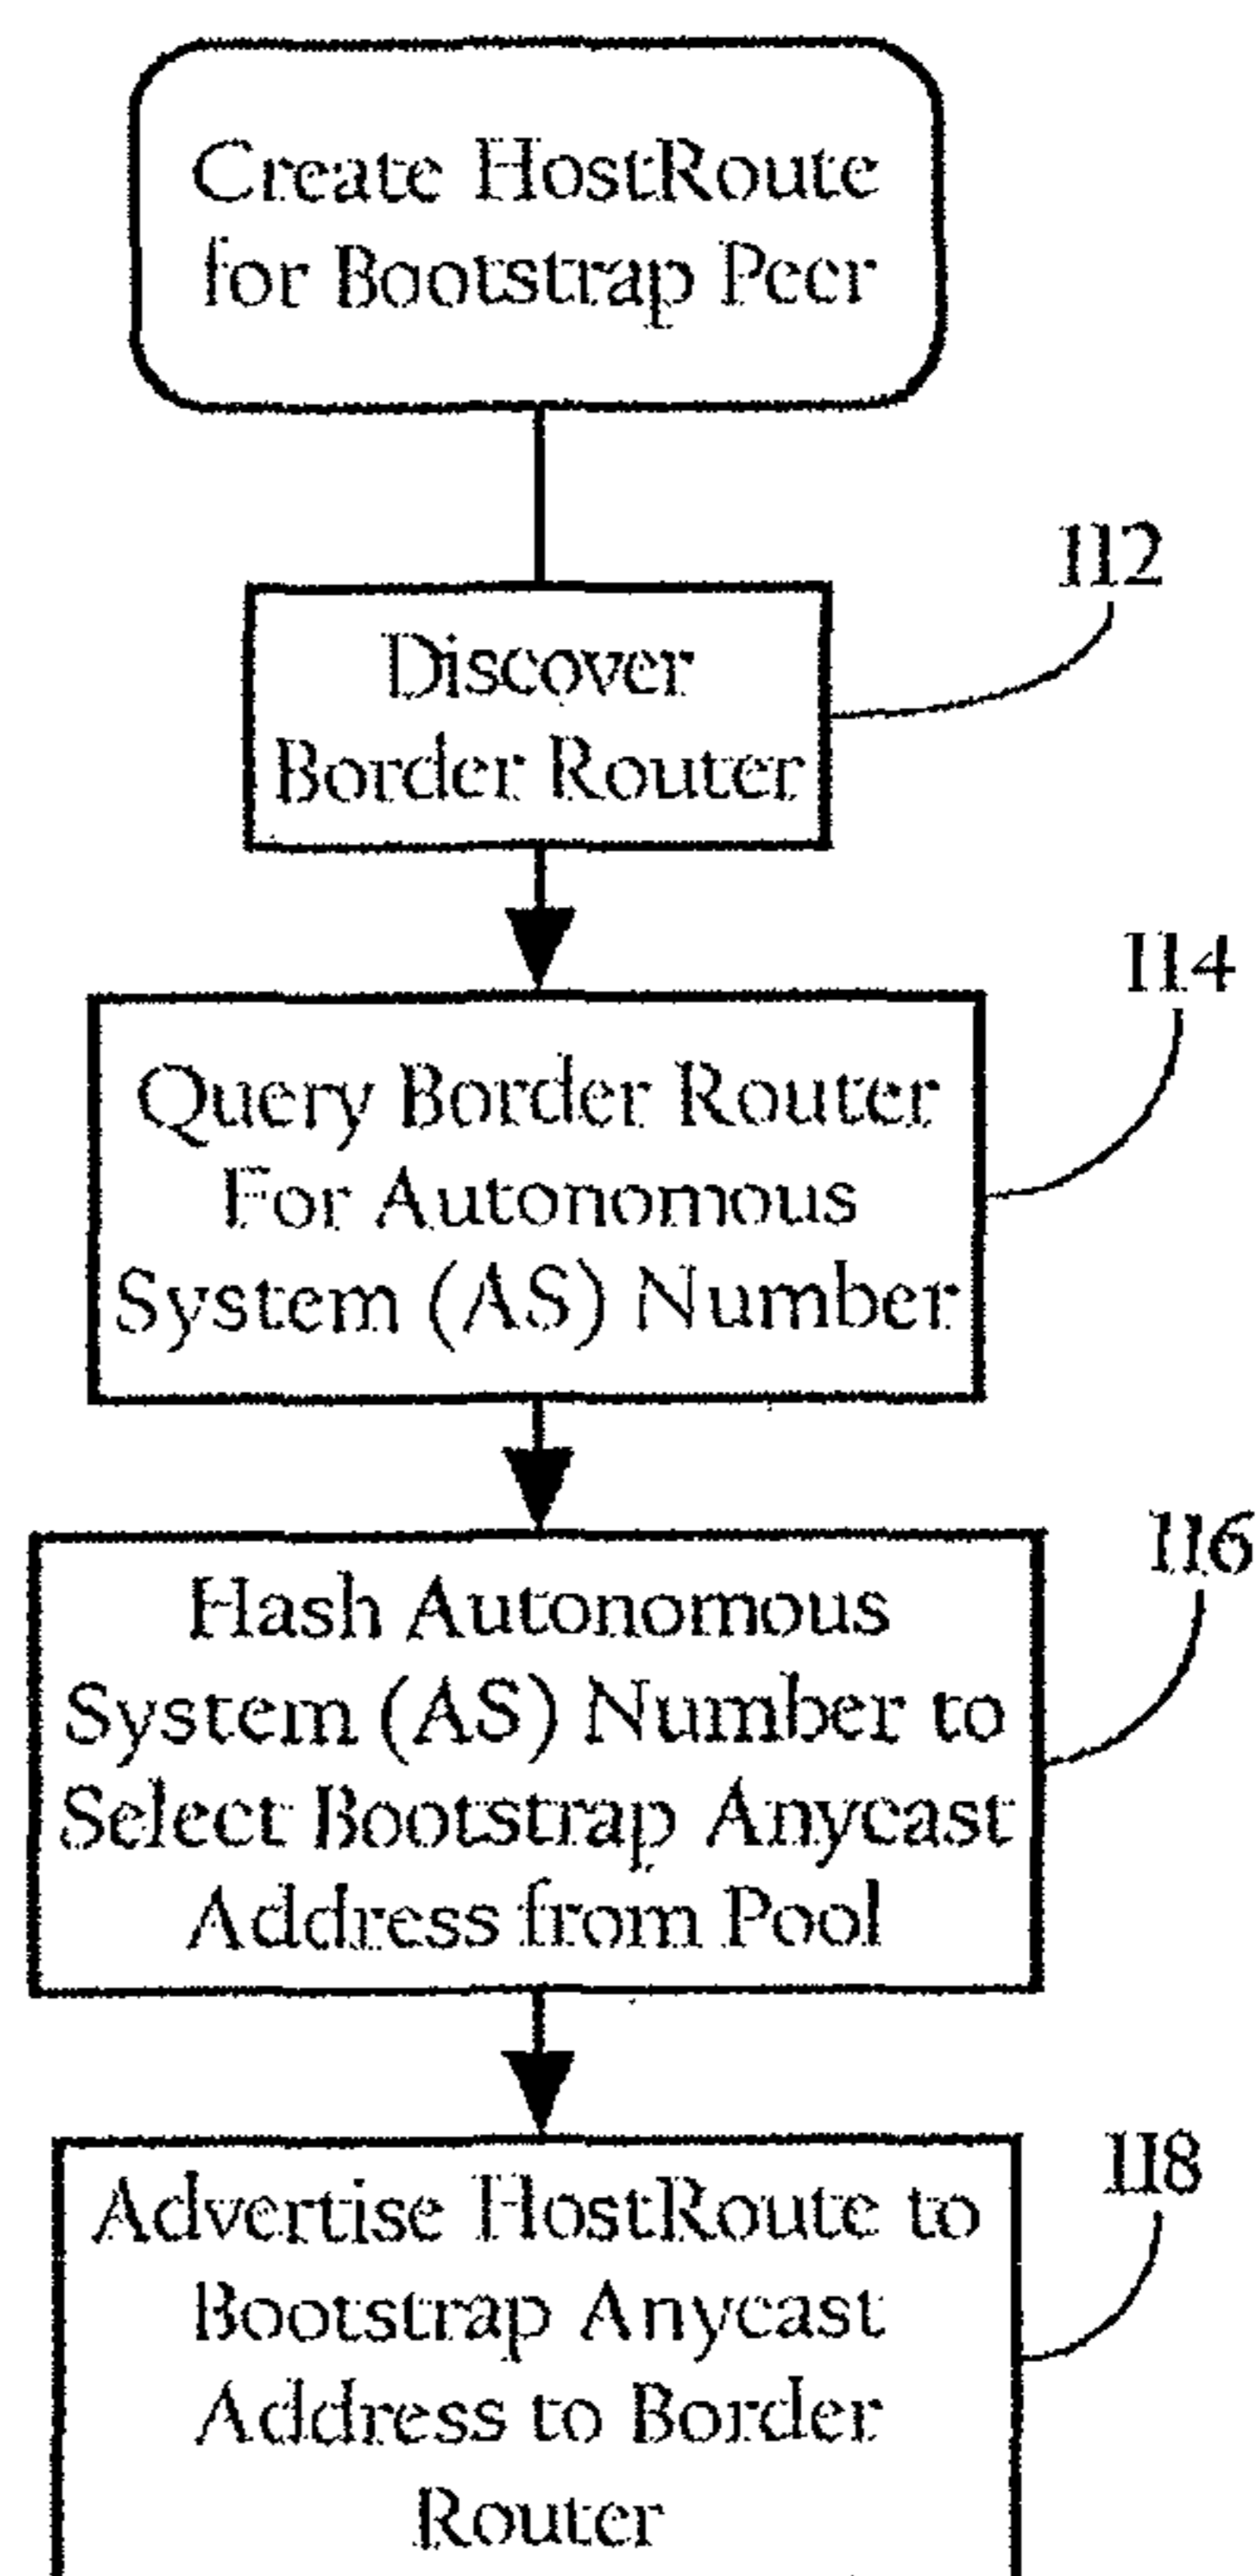 Create HostRoute
for Bootstrap Peer
112
Discover
Border Router
114
Query Border Router
For Autonomous
System (AS) Number
116
Hash Autonomous
System (AS) Number to
Select Bootstrap Anycast
Address from Pool
118
Advertise HostRoute to
Bootstrap Anycast
Address to Border
Router